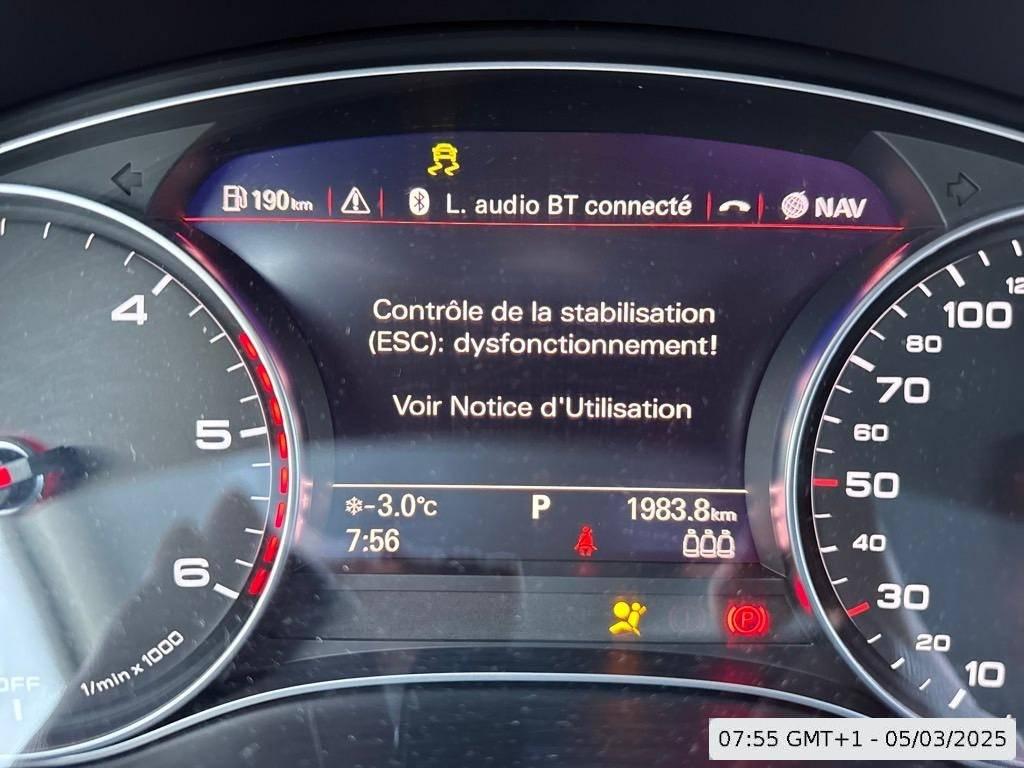 190km
L. audio BT connecté
NAV
Contrôle de la stabilisation
(ESC): dysfonctionnement!
Voir Notice d'Utilisation
-3.0°C
P
1983.8km
7:56
4
5
6
1/min x 1000
OFF
P
100
80
70
60
50
40
30
20
10
07:55 GMT+1 - 05/03/2025